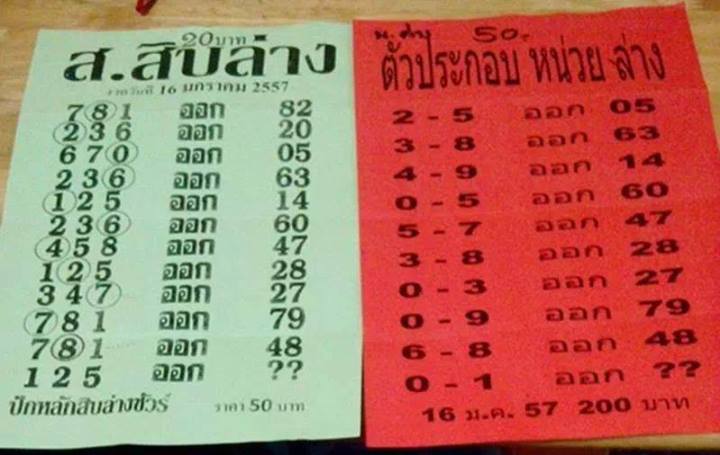 20 บาท
ส.สิบล่าง
งวดวันที่ 16 มกราคม 2557
781 ออก 82
236 ออก 20
670 ออก 05
236 ออก 63
125 ออก 14
236 ออก 60
458 ออก 47
125 ออก 28
347 ออก 27
781 ออก 79
781 ออก 48
125 ออก ??
ปักหลักสิบล่างชัวร์ ราคา 50 บาท
น. ล่าง 50.-
ตัวประกอบ หน่วย ล่าง
2 - 5 ออก 05
3 - 8 ออก 63
4 - 9 ออก 14
0 - 5 ออก 60
5 - 7 ออก 47
3 - 8 ออก 28
0 - 3 ออก 27
0 - 9 ออก 79
6 - 8 ออก 48
0 - 1 ออก ??
16 ม.ค. 57 200 บาท